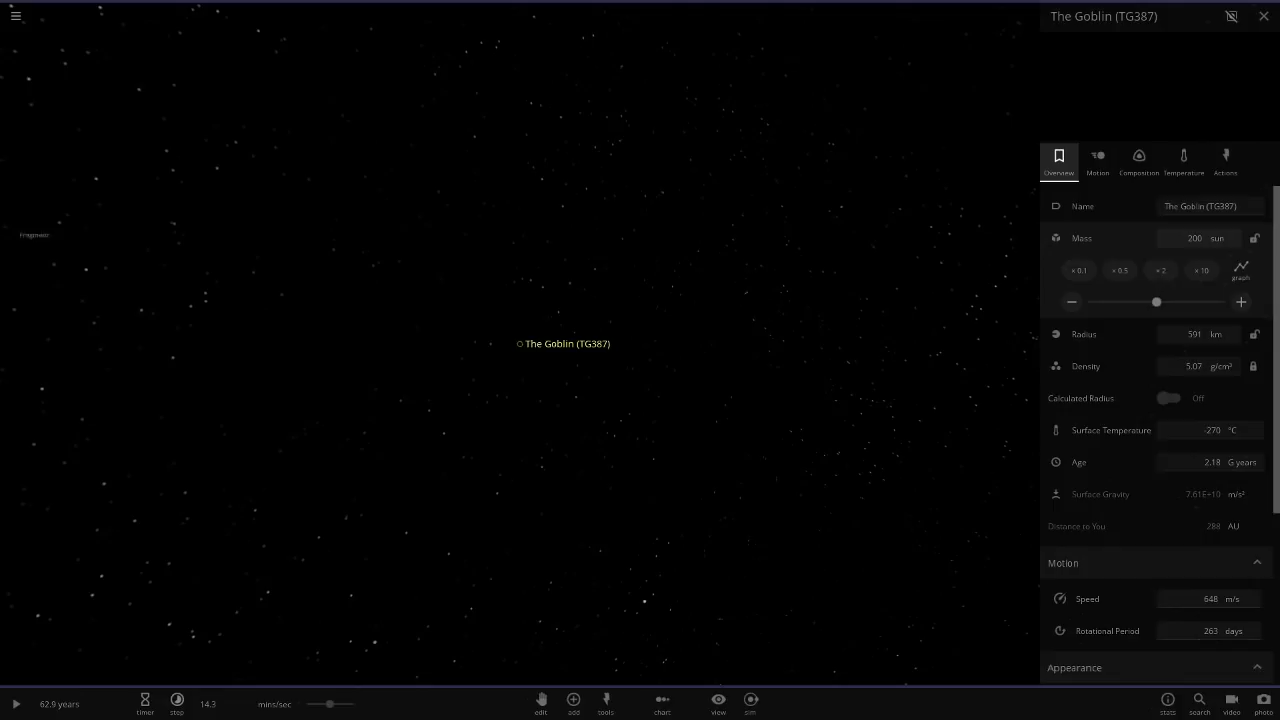 The Goblin (TG387)
Overview Motion Composition Temperature Actions
Name The Goblin (TG387)
Fragment
Mass 200 sun
x 0.1 x 0.5 x 2 x 10 graph
Radius 591 km
The Goblin (TG387)
Density 5.07 g/cm³
Calculated Radius Off
Surface Temperature -270 °C
Age 2.18 G years
Surface Gravity 7.61E+10 m/s²
Distance to You 288 AU
Motion
Speed 648 m/s
Rotational Period 263 days
Appearance
62.9 years timer step 14.3 mins/sec edit add tools chart view sim stats search video photo